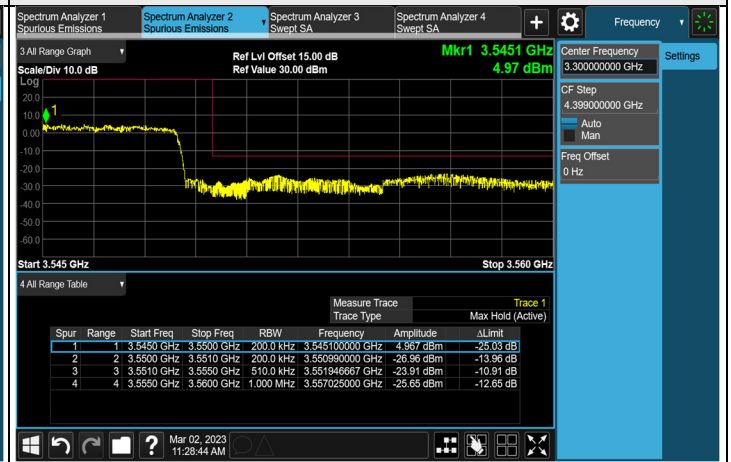 Spectrum Analyzer 1
Spurious Emissions
Spectrum Analyzer 2
Spurious Emissions
Spectrum Analyzer 3
Swept SA
Spectrum Analyzer 4
Swept SA
+
Frequency
3 All Range Graph
Scale/Div 10.0 dB
Ref Lvl Offset 15.00 dB
Ref Value 30.00 dBm
Mkr1 3.5451 GHz
4.97 dBm
Log
20.0
10.0
0.00
-10.0
-20.0
-30.0
-40.0
-50.0
-60.0
1
Start 3.545 GHz
Stop 3.560 GHz
Center Frequency
3.300000000 GHz
Settings
CF Step
4.399000000 GHz
Auto
Man
Freq Offset
0 Hz
4 All Range Table
Measure Trace Trace 1
Trace Type Max Hold (Active)
Spur Range Start Freq Stop Freq RBW Frequency Amplitude ΔLimit
1 1 3.5450 GHz 3.5500 GHz 200.0 kHz 3.545100000 GHz 4.967 dBm -25.03 dB
2 2 3.5500 GHz 3.5510 GHz 200.0 kHz 3.550990000 GHz -26.96 dBm -13.96 dB
3 3 3.5510 GHz 3.5550 GHz 510.0 kHz 3.551946667 GHz -23.91 dBm -10.91 dB
4 4 3.5550 GHz 3.5600 GHz 1.000 MHz 3.557025000 GHz -25.65 dBm -12.65 dB
?
Mar 02, 2023
11:28:44 AM